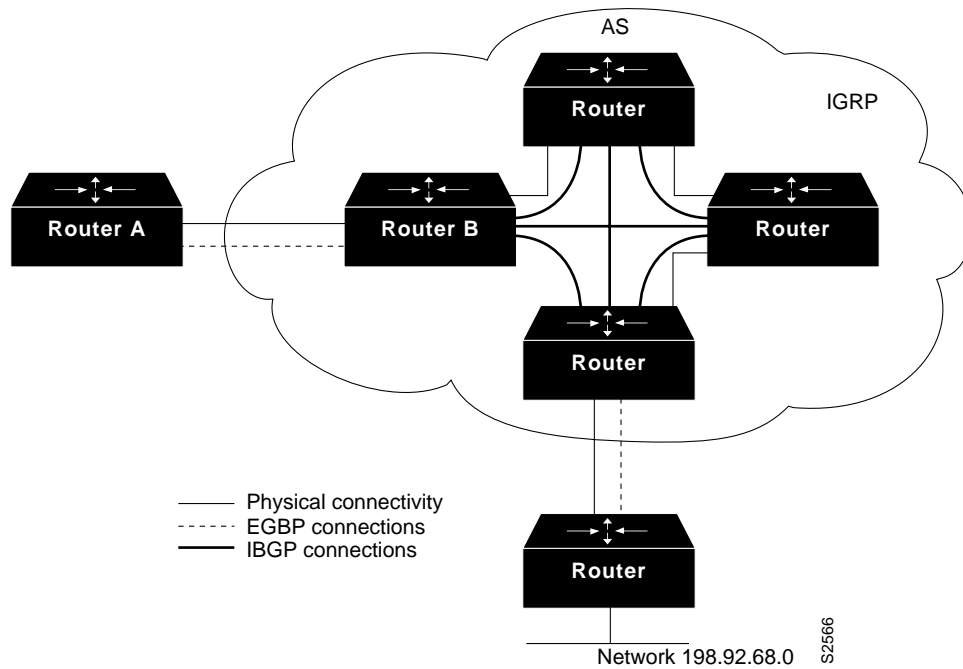 AS
Router
IGRP
Router A
Router B
Router
Router
Physical connectivity
EGBP connections
IBGP connections
Router
Network 198.92.68.0
S2566